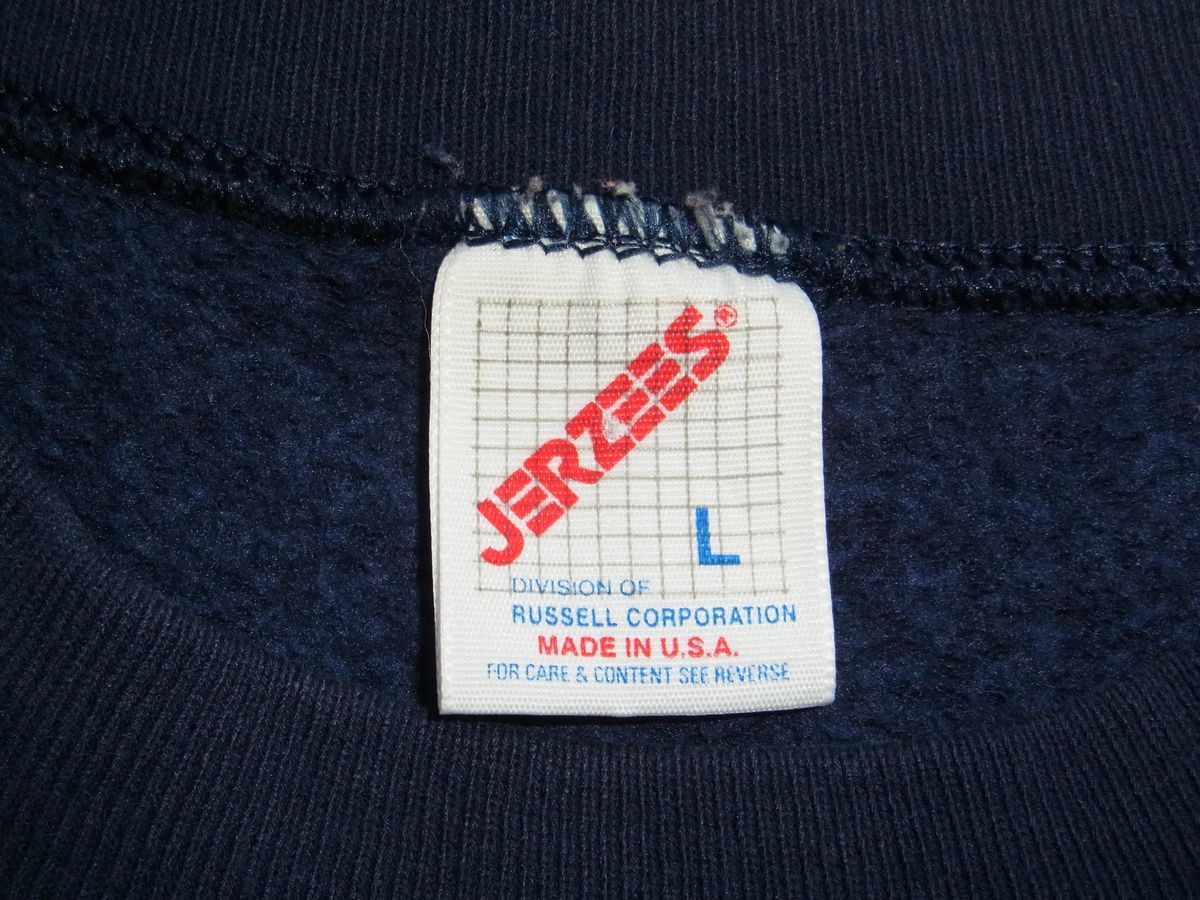 JERZEES®
L
DIVISION OF
RUSSELL CORPORATION
MADE IN U.S.A.
FOR CARE & CONTENT SEE REVERSE